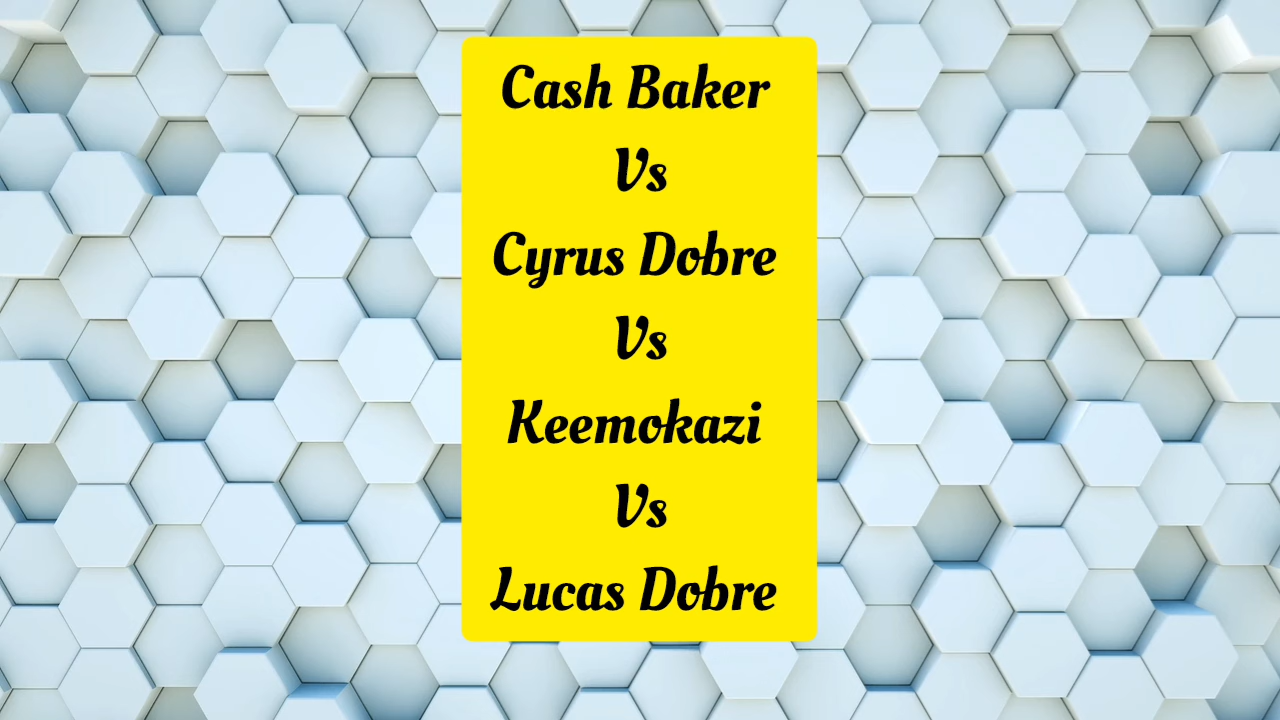 Cash Baker
Vs
Cyrus Dobre
Vs
Keemokazi
Vs
Lucas Dobre